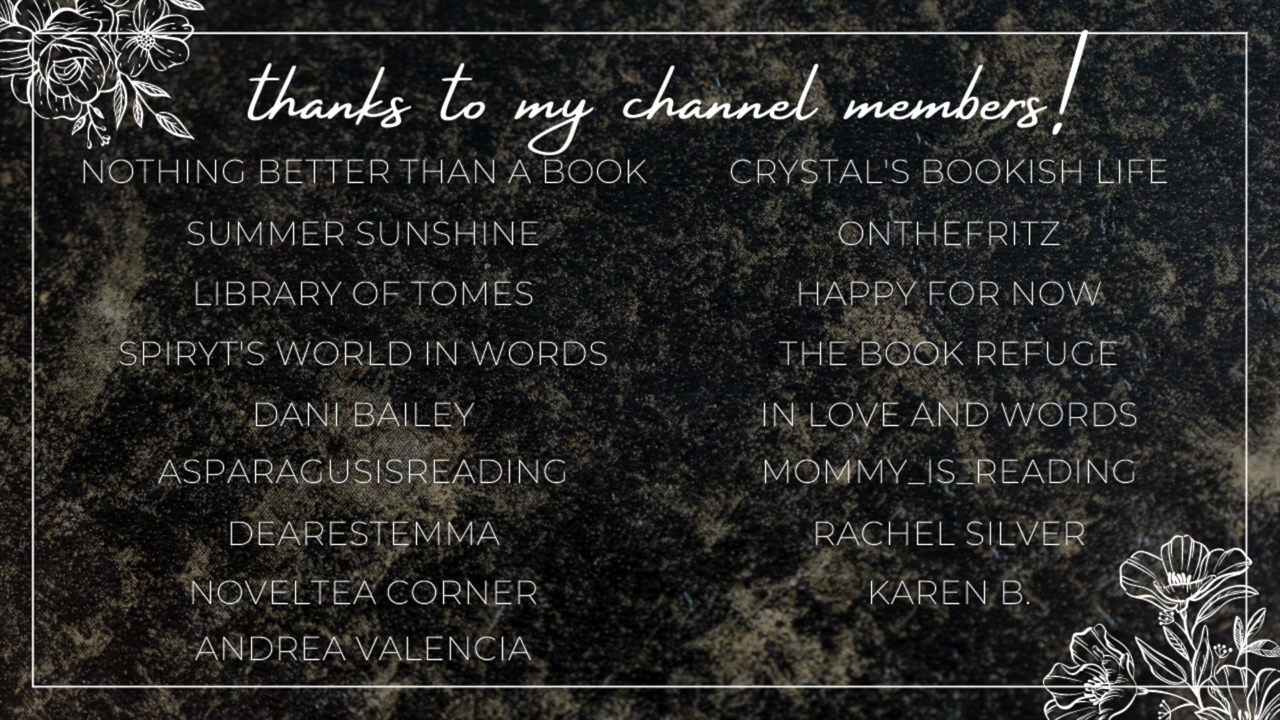 thanks to my channel members!
NOTHING BETTER THAN A BOOK
SUMMER SUNSHINE
LIBRARY OF TOMES
SPIRYT'S WORLD IN WORDS
DANI BAILEY
ASPARAGUSISREADING
DEARESTEMMA
NOVELTEA CORNER
ANDREA VALENCIA
CRYSTAL'S BOOKISH LIFE
ONTHEFRITZ
HAPPY FOR NOW
THE BOOK REFUGE
IN LOVE AND WORDS
MOMMY_IS_READING
RACHEL SILVER
KAREN B.